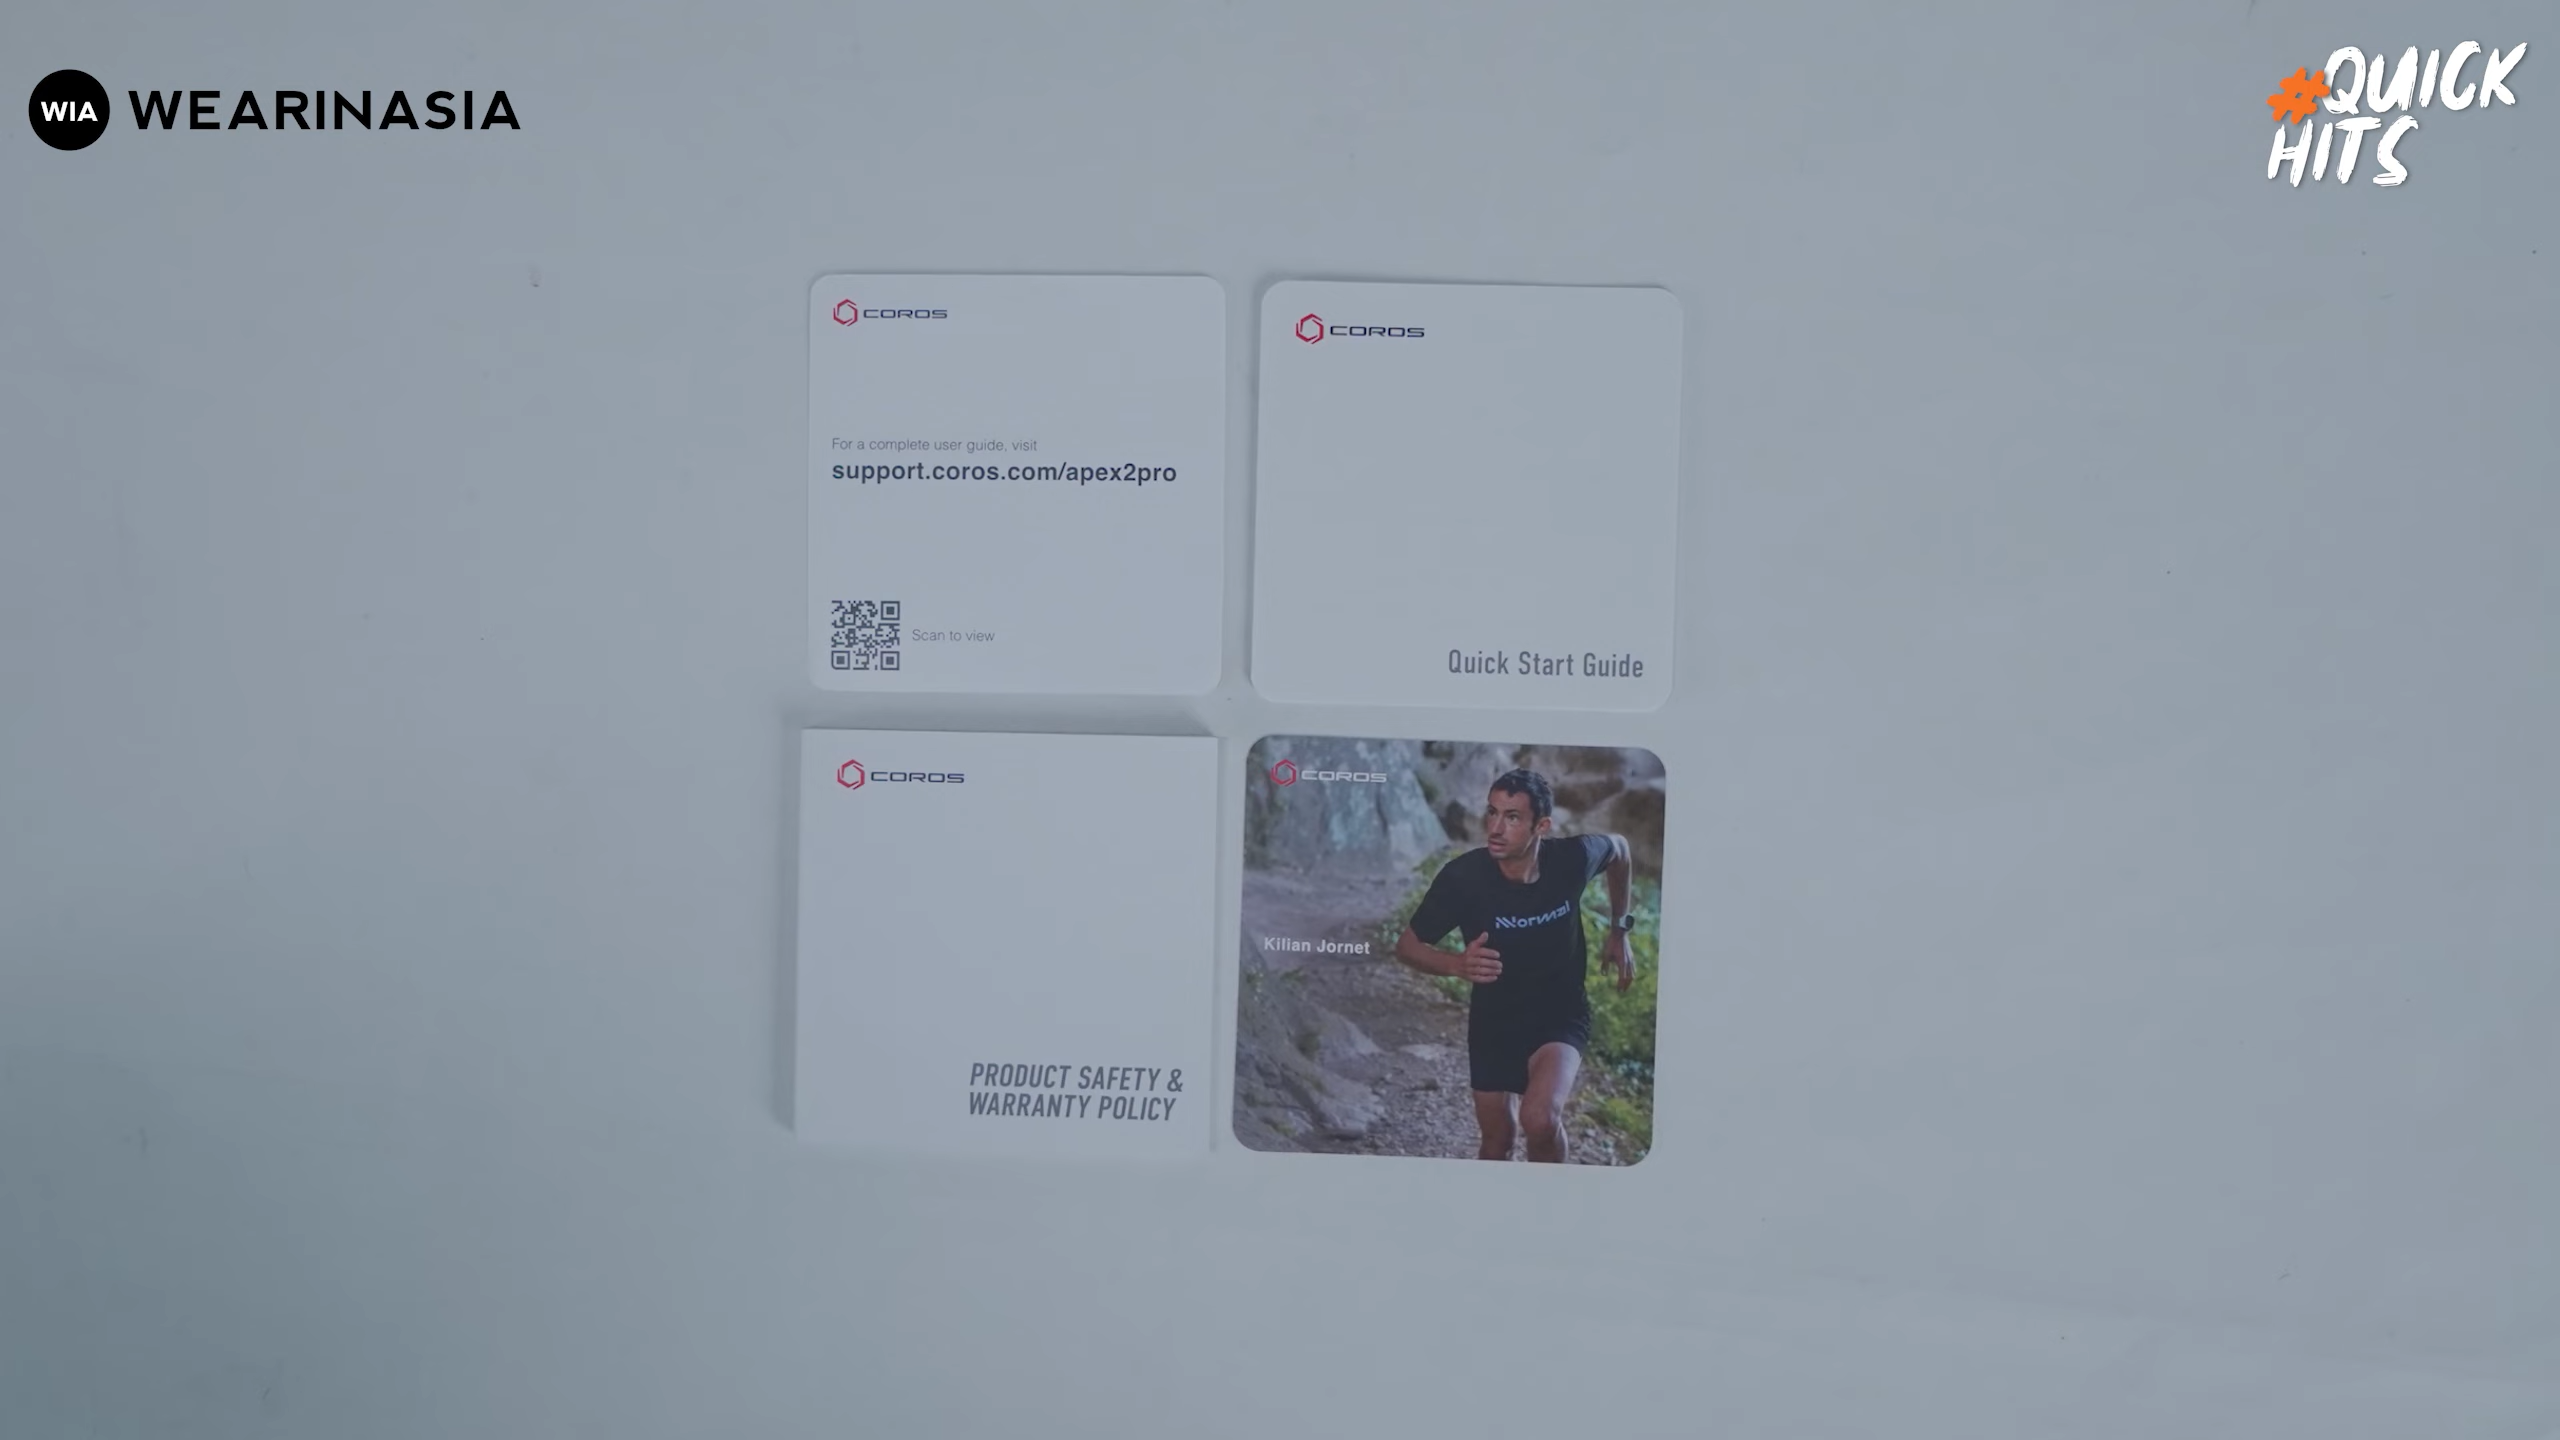 WIA WEARINASIA
#QUICK
HITS
COROS
For a complete user guide, visit
support.coros.com/apex2pro
Scan to view
COROS
Quick Start Guide
COROS
PRODUCT SAFETY &
WARRANTY POLICY
COROS
NNormal
Kilian Jornet